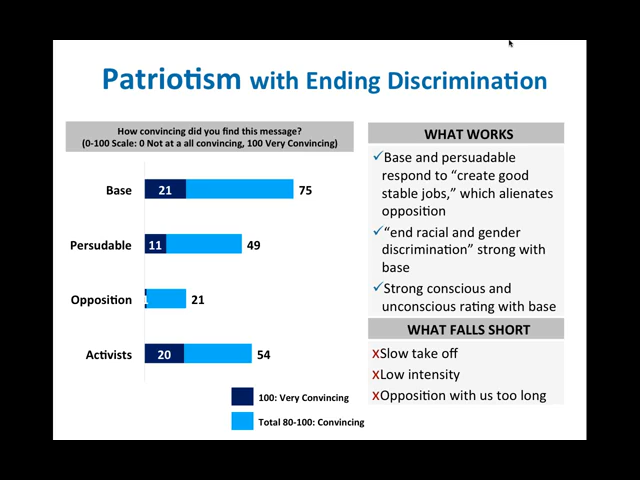 Patriotism with Ending Discrimination
How convincing did you find this message?
(0-100 Scale: 0 Not at a all convincing, 100 Very Convincing)
Base 21 75
Persudable 11 49
Opposition 1 21
Activists 20 54
100: Very Convincing
Total 80-100: Convincing
WHAT WORKS
✓Base and persuadable
respond to “create good
stable jobs,” which alienates
opposition
✓“end racial and gender
discrimination” strong with
base
✓Strong conscious and
unconscious rating with base
WHAT FALLS SHORT
xSlow take off
xLow intensity
xOpposition with us too long